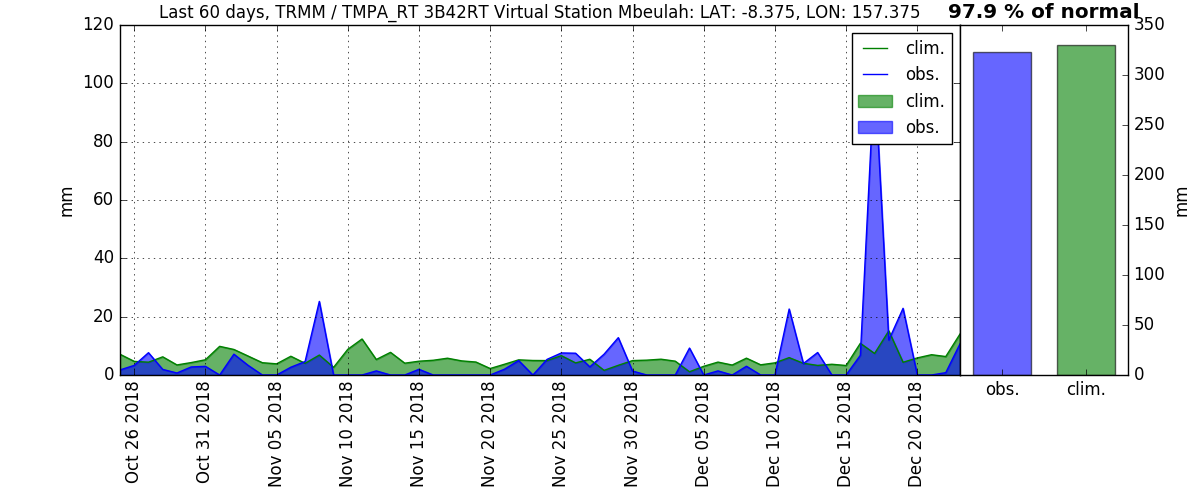 Last 60 days, TRMM / TMPA_RT 3B42RT Virtual Station Mbeulah: LAT: -8.375, LON: 157.375
97.9 % of normal
120
100
80
60
40
20
0
mm
clim.
obs.
clim.
obs.
350
300
250
200
150
100
50
0
mm
Oct 26 2018
Oct 31 2018
Nov 05 2018
Nov 10 2018
Nov 15 2018
Nov 20 2018
Nov 25 2018
Nov 30 2018
Dec 05 2018
Dec 10 2018
Dec 15 2018
Dec 20 2018
obs.
clim.